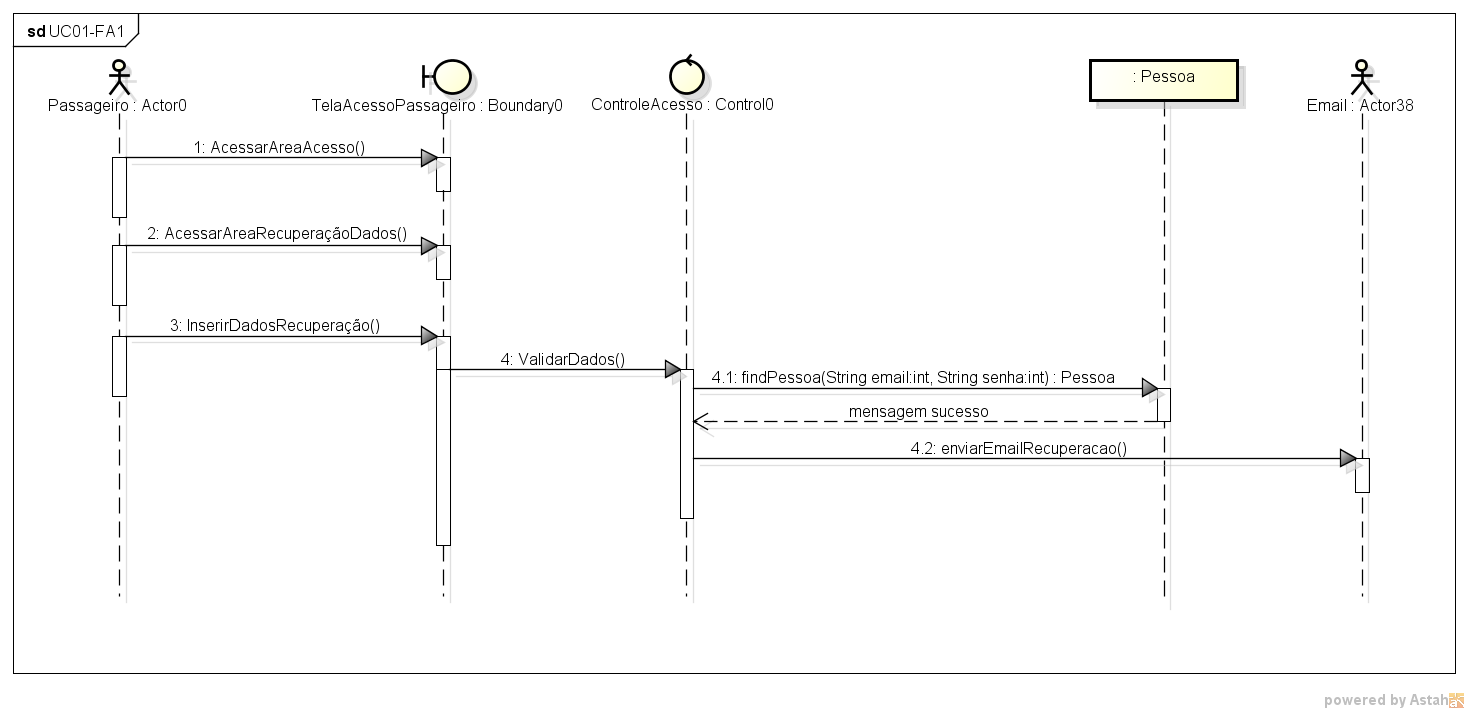 sd UC01-FA1
Passageiro : Actor0
TelaAcessoPassageiro : Boundary0
ControleAcesso : Control0
: Pessoa
Email : Actor38
1: AcessarAreaAcesso()
2: AcessarAreaRecuperaçãoDados()
3: InserirDadosRecuperação()
4: ValidarDados()
4.1: findPessoa(String email:int, String senha:int) : Pessoa
mensagem sucesso
4.2: enviarEmailRecuperacao()
powered by Astah